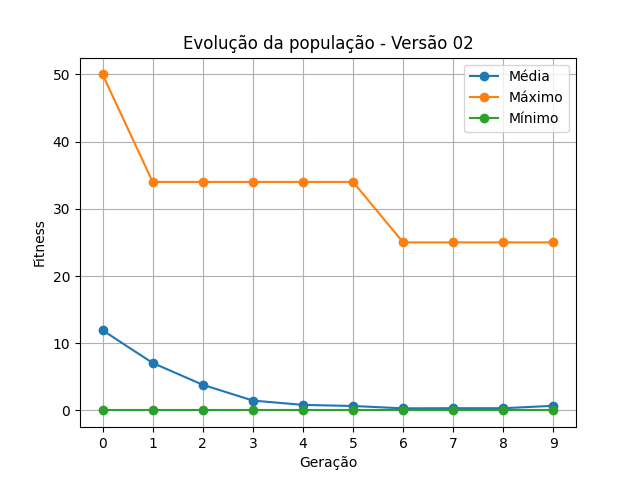 Evolução da população - Versão 02
Média
Máximo
Mínimo
50
40
30
20
10
0
Fitness
0 1 2 3 4 5 6 7 8 9
Geração